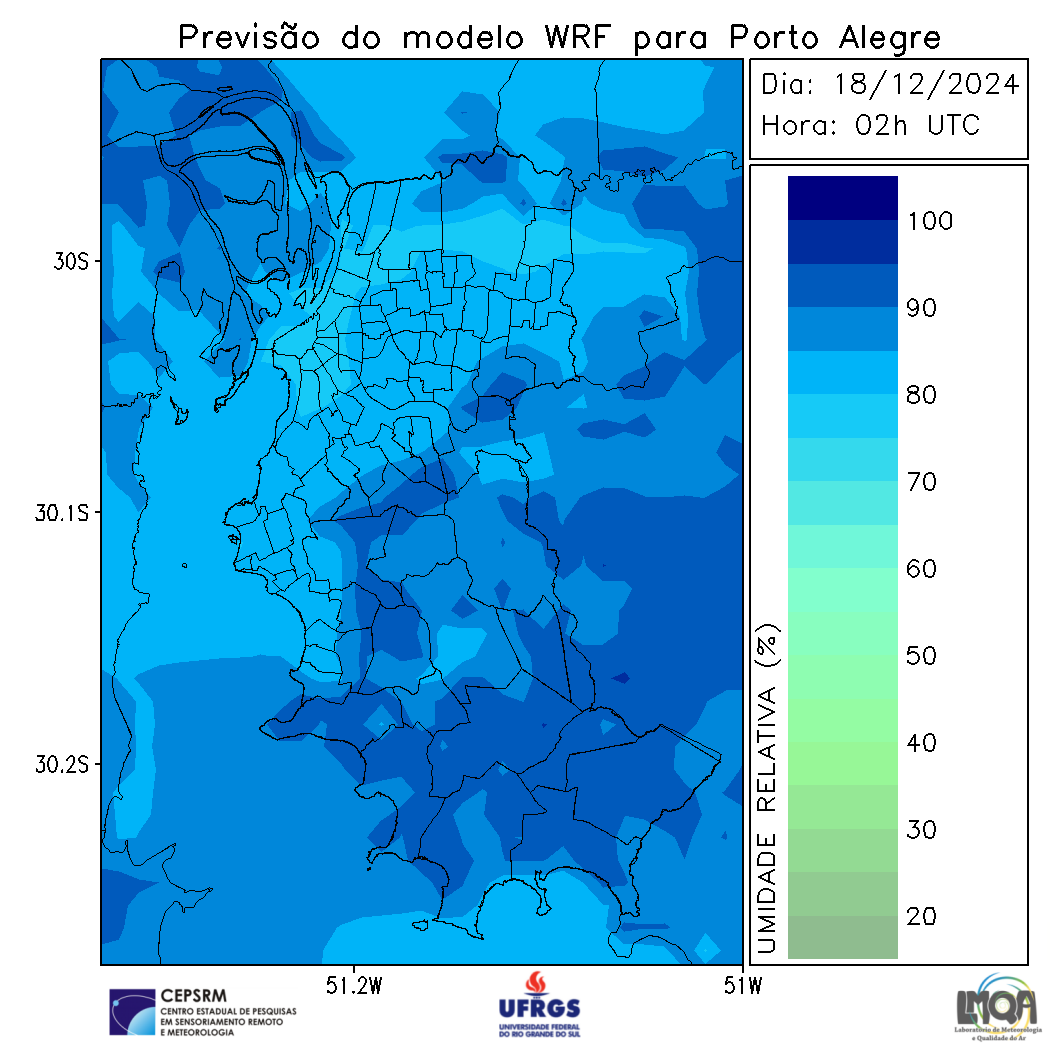 Previsão do modelo WRF para Porto Alegre
Dia: 18/12/2024
Hora: 02h UTC
30S
30.1S
30.2S
51.2W
51W
100
90
80
70
60
50
40
30
20
UMIDADE RELATIVA (%)
CEPSRM
CENTRO ESTADUAL DE PESQUISAS
EM SENSORIAMENTO REMOTO
E METEOROLOGIA
UFRGS
UNIVERSIDADE FEDERAL
DO RIO GRANDE DO SUL
LMQA
Laboratório de Meteorologia
e Qualidade do Ar